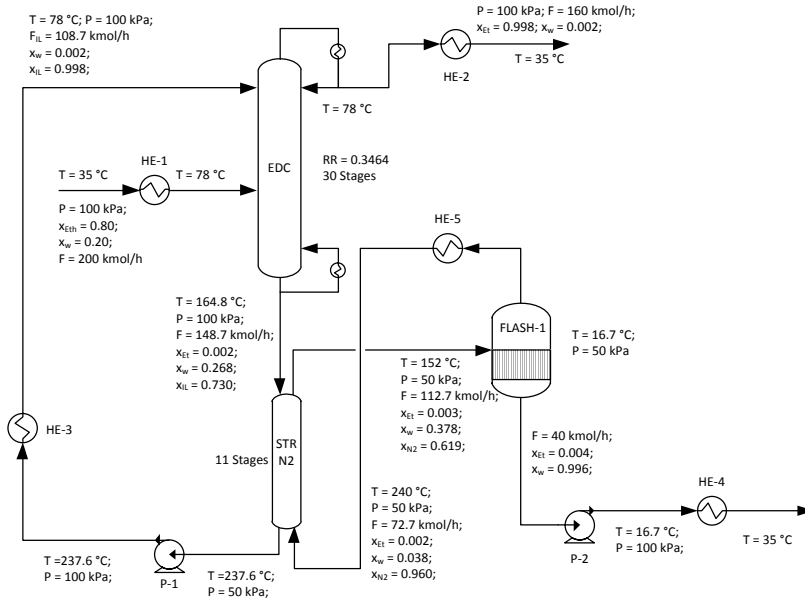 T = 78 °C; P = 100 kPa;
F_IL = 108.7 kmol/h;
x_w = 0.002;
x_IL = 0.998;
P = 100 kPa; F = 160 kmol/h;
x_Et = 0.998; x_w = 0.002;
HE-2
T = 35 °C
T = 78 °C
EDC
RR = 0.3464
30 Stages
HE-1
T = 35 °C
T = 78 °C
P = 100 kPa;
x_Eth = 0.80;
x_w = 0.20;
F = 200 kmol/h
HE-5
T = 164.8 °C;
P = 100 kPa;
F = 148.7 kmol/h;
x_Et = 0.002;
x_w = 0.268;
x_IL = 0.730;
FLASH-1
T = 16.7 °C;
P = 50 kPa
T = 152 °C;
P = 50 kPa;
F = 112.7 kmol/h;
x_Et = 0.003;
x_w = 0.378;
x_N2 = 0.619;
HE-3
STR
N2
11 Stages
F = 40 kmol/h;
x_Et = 0.004;
x_w = 0.996;
T = 240 °C;
P = 50 kPa;
F = 72.7 kmol/h;
x_Et = 0.002;
x_w = 0.038;
x_N2 = 0.960;
HE-4
T = 16.7 °C;
P = 100 kPa;
T = 35 °C
P-2
T =237.6 °C;
P = 100 kPa;
P-1
T =237.6 °C;
P = 50 kPa;